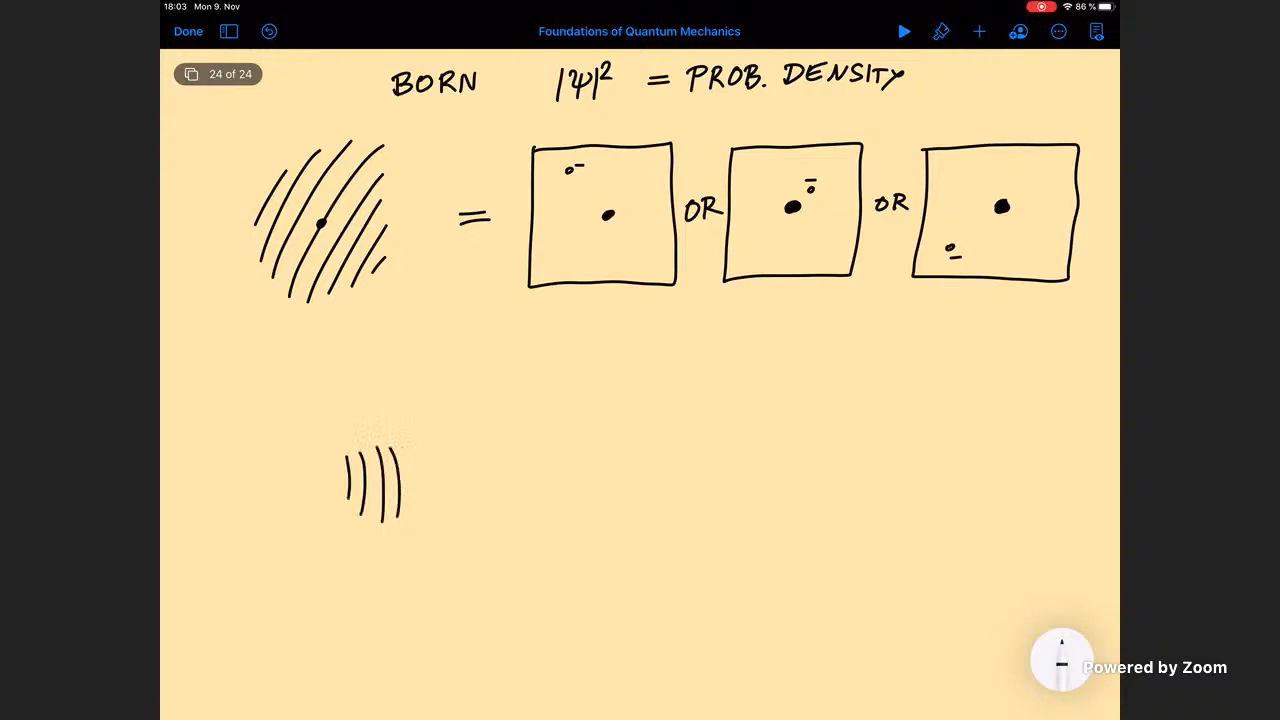 18:03 Mon 9. Nov 86 %
Done Foundations of Quantum Mechanics
24 of 24
BORN |Ψ|² = PROB. DENSITY
= OR OR
Powered by Zoom